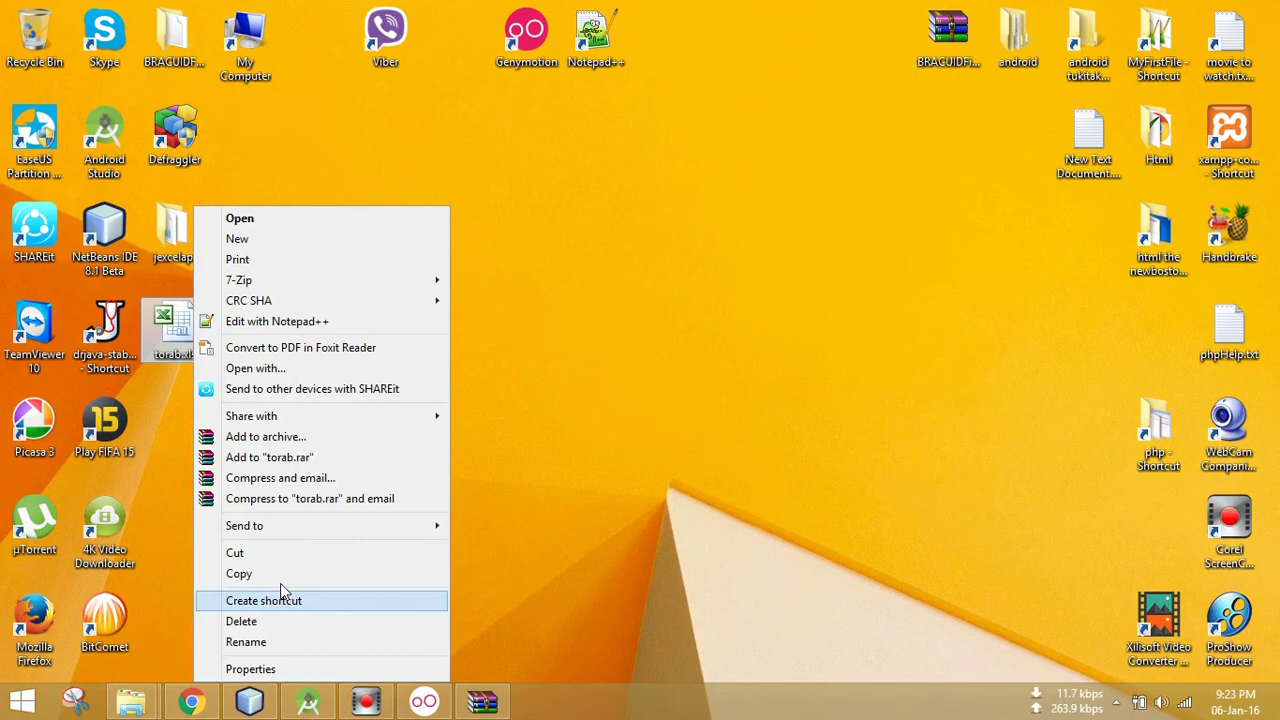 Recycle Bin
Skype
BRACUIDF...
My
Computer
Viber
Genymotion
Notepad++
BRACUIDFi...
android
android
tukitak...
MyFirstFIle -
Shortcut
movie to
watch.tx...
EaseUS
Partition ...
Android
Studio
Defraggler
New Text
Document....
Html
xampp-co...
- Shortcut
SHAREit
NetBeans IDE
8.1 Beta
jexcelap
html the
newbosto...
Handbrake
TeamViewer
10
drjava-stab...
- Shortcut
torab.xl
phpHelp.txt
Picasa 3
15
Play FIFA 15
php -
Shortcut
WebCam
Compani...
µTorrent
4K Video
Downloader
Corel
ScreenC...
Mozilla
Firefox
BitComet
Xilisoft Video
Converter ...
ProShow
Producer
Open
New
Print
7-Zip
CRC SHA
Edit with Notepad++
Convert to PDF in Foxit Reader
Open with...
Send to other devices with SHAREit
Share with
Add to archive...
Add to "torab.rar"
Compress and email...
Compress to "torab.rar" and email
Send to
Cut
Copy
Create shortcut
Delete
Rename
Properties
11.7 kbps
263.9 kbps
9:23 PM
06-Jan-16